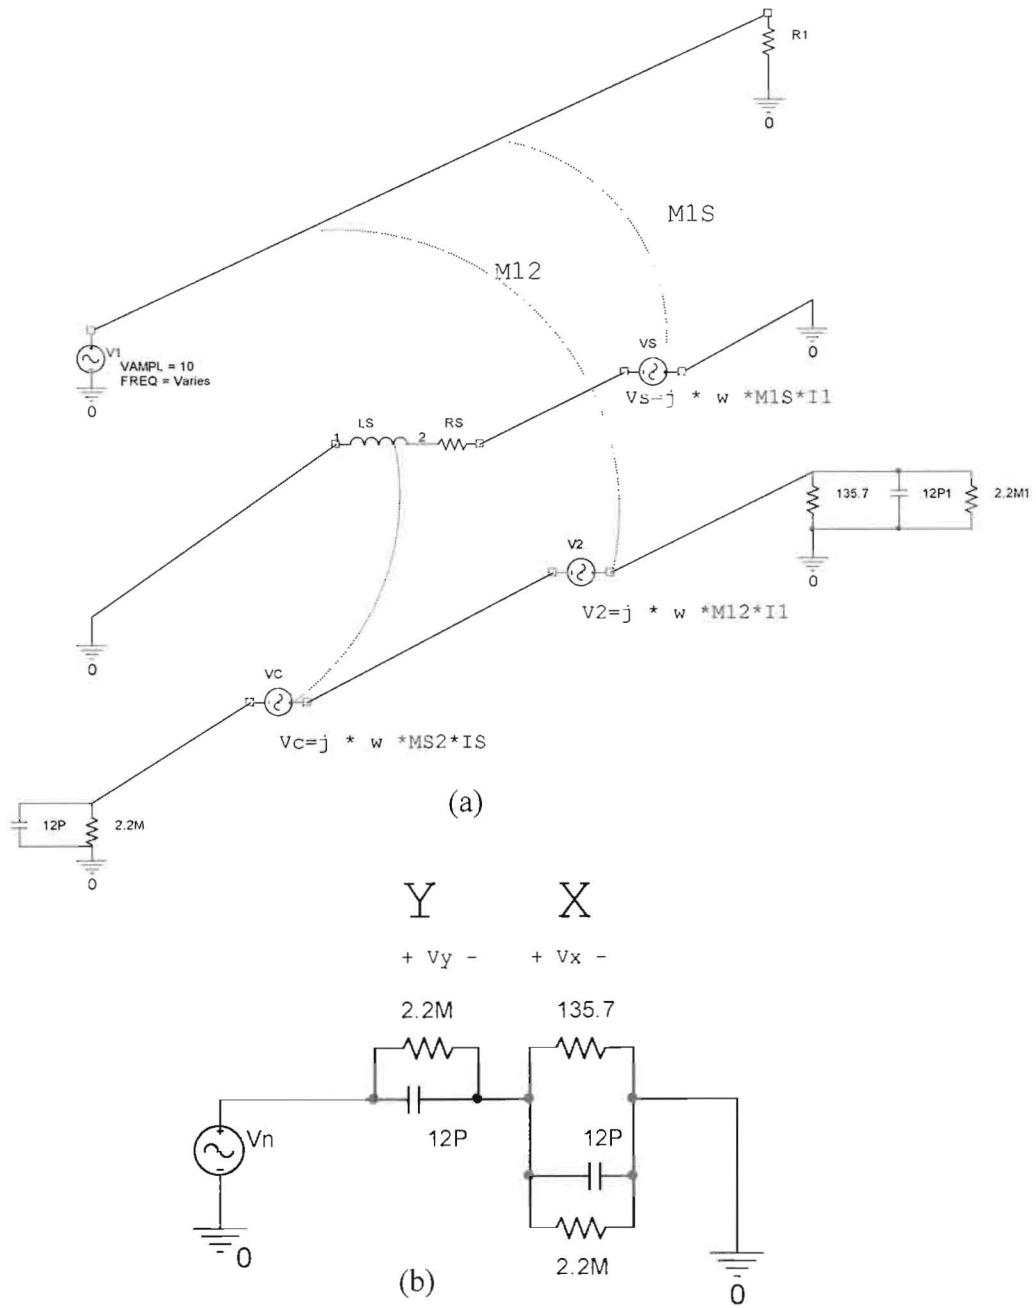 R1
0
M1S
M12
V1
VAMPL = 10
FREQ = Varies
0
VS
0
Vs=j * w *M1S*I1
LS RS
1 2
135.7 12P1 2.2M1
V2
0
V2=j * w *M12*I1
0
VC
Vc=j * w *MS2*IS
(a)
12P 2.2M
0
Y X
+ Vy - + Vx -
2.2M 135.7
12P 12P
+
Vn
-
0
2.2M
0
(b)